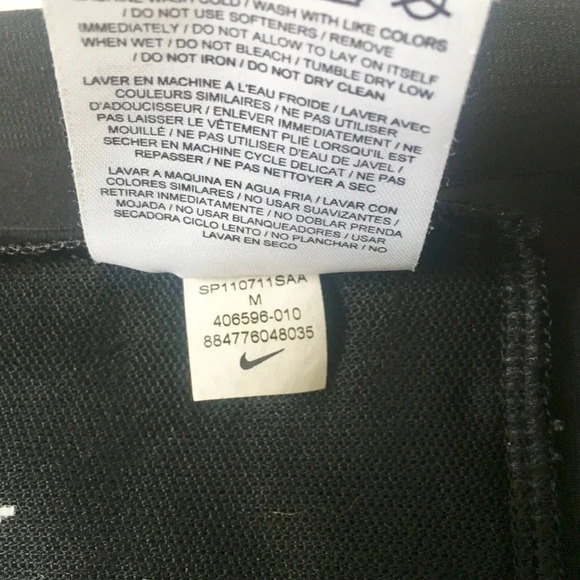 WASH WITH LIKE COLORS
/ DO NOT USE SOFTENERS / REMOVE
IMMEDIATELY / DO NOT ALLOW TO LAY ON ITSELF
WHEN WET / DO NOT BLEACH / TUMBLE DRY LOW
/ DO NOT IRON / DO NOT DRY CLEAN
LAVER EN MACHINE A L'EAU FROIDE / LAVER AVEC
COULEURS SIMILAIRES / NE PAS UTILISER
D'ADOUCISSEUR / ENLEVER IMMEDIATEMENT / NE
PAS LAISSER LE VÊTEMENT PLIÉ LORSQU'IL EST
MOUILLÉ / NE PAS UTILISER D'EAU DE JAVEL /
SECHER EN MACHINE CYCLE DELICAT / NE PAS
REPASSER / NE PAS NETTOYER A SEC
LAVAR A MAQUINA EN AGUA FRIA / LAVAR CON
COLORES SIMILARES / NO USAR SUAVIZANTES /
RETIRAR INMEDIATAMENTE / NO DOBLAR PRENDA
MOJADA / NO USAR BLANQUEADORES / USAR
SECADORA CICLO LENTO / NO PLANCHAR / NO
LAVAR EN SECO
SP110711SAA
M
406596-010
884776048035